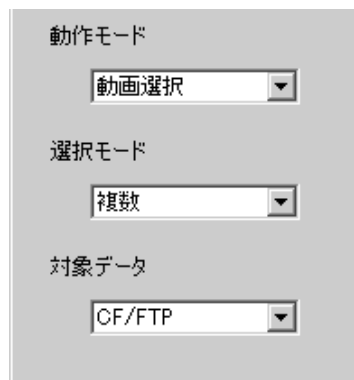 動作モード
動画選択
選択モード
複数
対象データ
CF/FTP